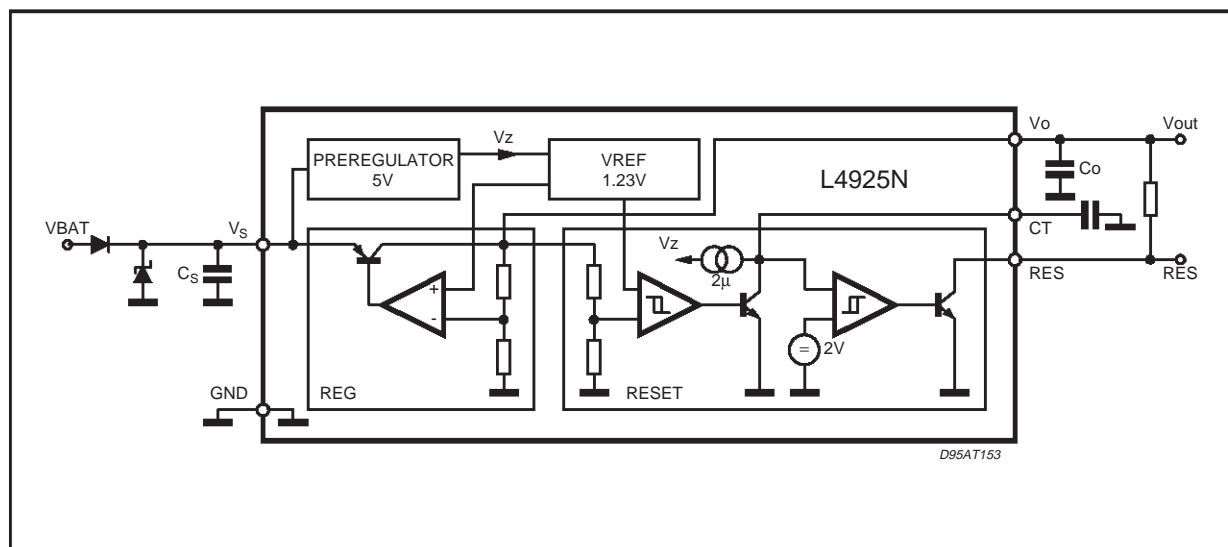 Vz
PREREGULATOR
5V
VREF
1.23V
L4925N
Vo
Vout
Co
CT
VBAT
VS
CS
Vz
2µ
RES
RES
+
-
=
2V
GND
REG
RESET
D95AT153